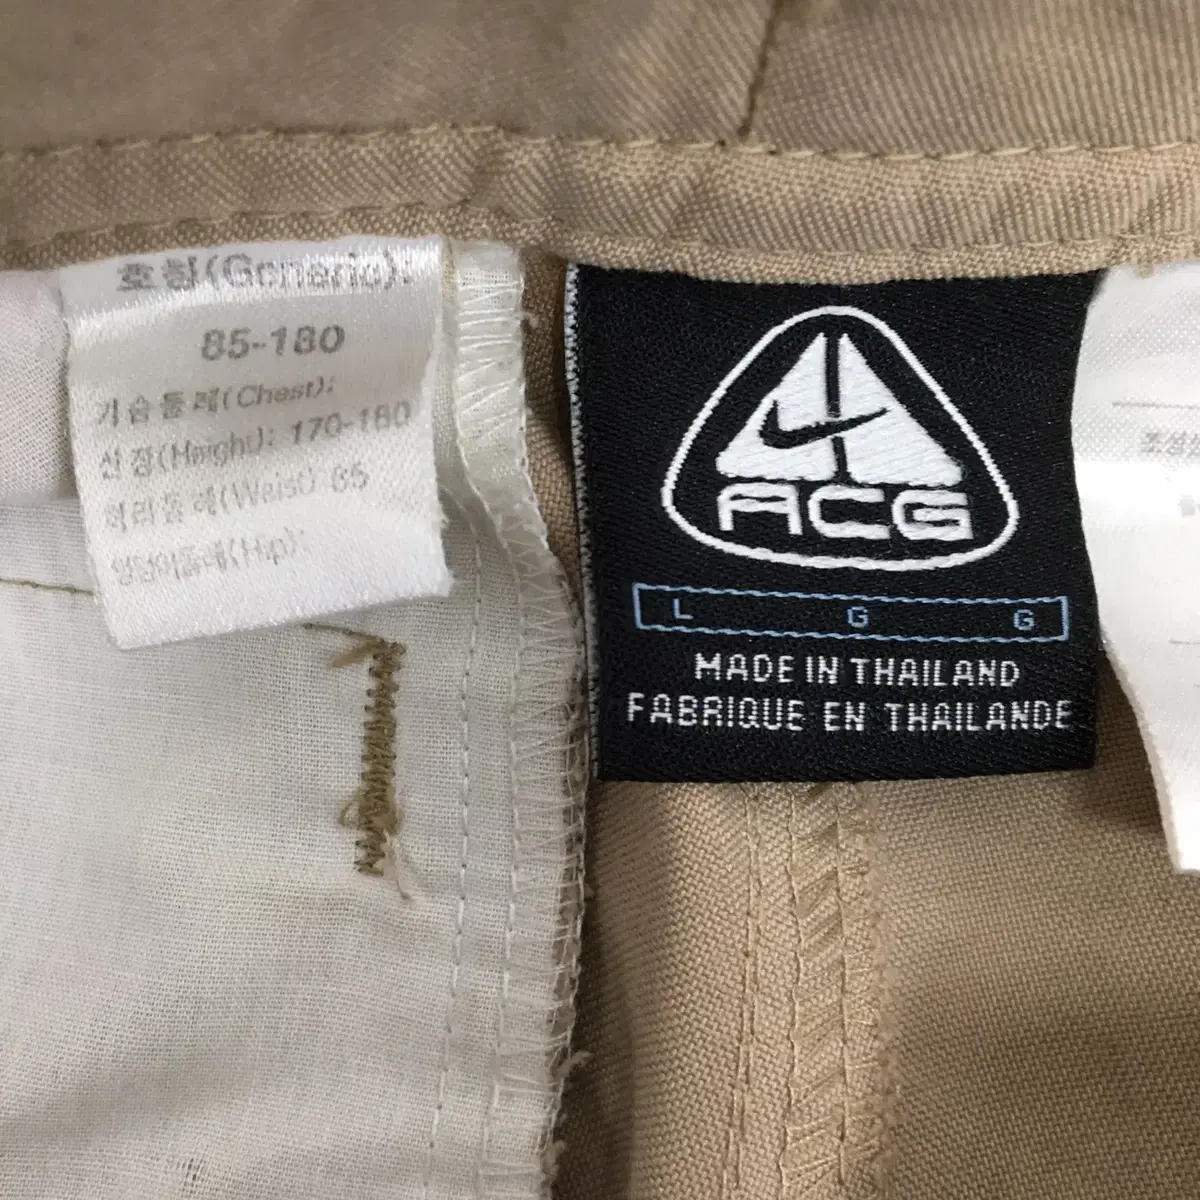 호칭(Generic):
85-180
가슴둘레(Chest):
신장(Height): 170-180
허리둘레(Weist) 85
엉덩이둘레(Hip):
ACG
L G G
MADE IN THAILAND
FABRIQUE EN THAILANDE